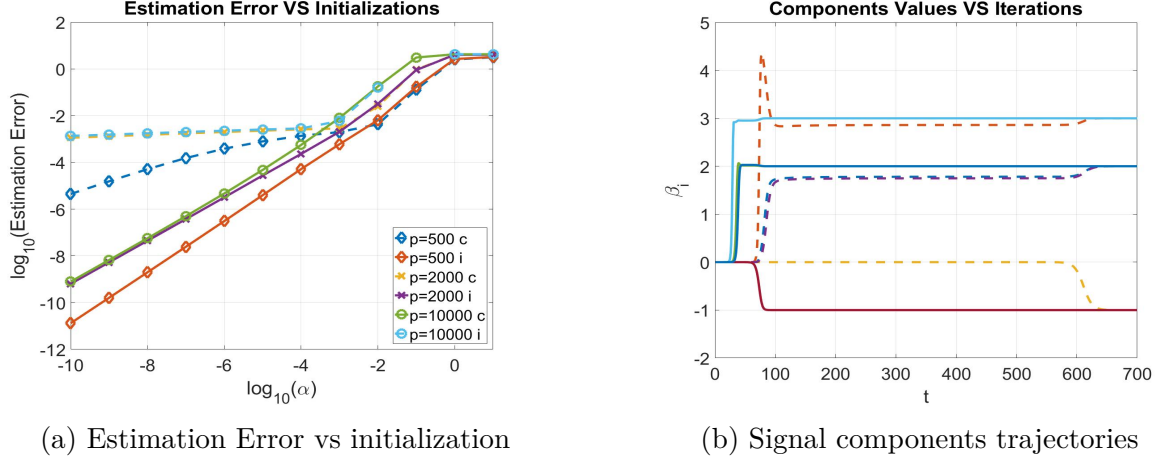 Estimation Error VS Initializations
log10(Estimation Error)
2
0
-2
-4
-6
-8
-10
-12
-10
-8
-6
-4
-2
0
log10(α)
p=500 c
p=500 i
p=2000 c
p=2000 i
p=10000 c
p=10000 i
(a) Estimation Error vs initialization
Components Values VS Iterations
βi
5
4
3
2
1
0
-1
-2
0
100
200
300
400
500
600
700
t
(b) Signal components trajectories